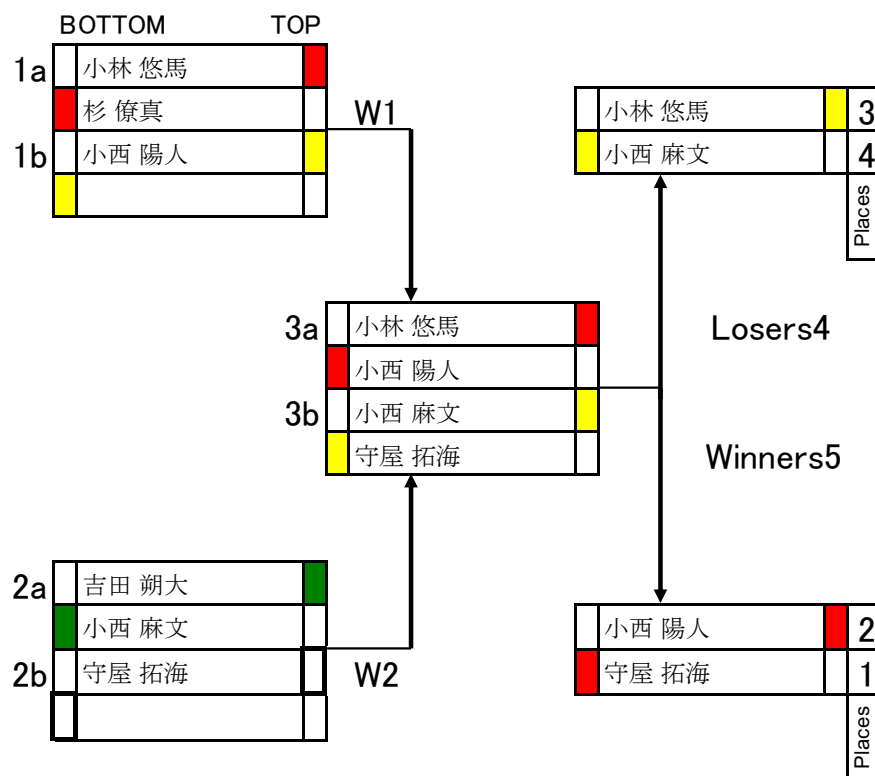 BOTTOM TOP
1a 小林 悠馬
杉 僚真
1b 小西 陽人
W1
小林 悠馬 3
小西 麻文 4
Places
3a 小林 悠馬
小西 陽人
3b 小西 麻文
守屋 拓海
Losers4
Winners5
2a 吉田 朔大
小西 麻文
2b 守屋 拓海
W2
小西 陽人 2
守屋 拓海 1
Places